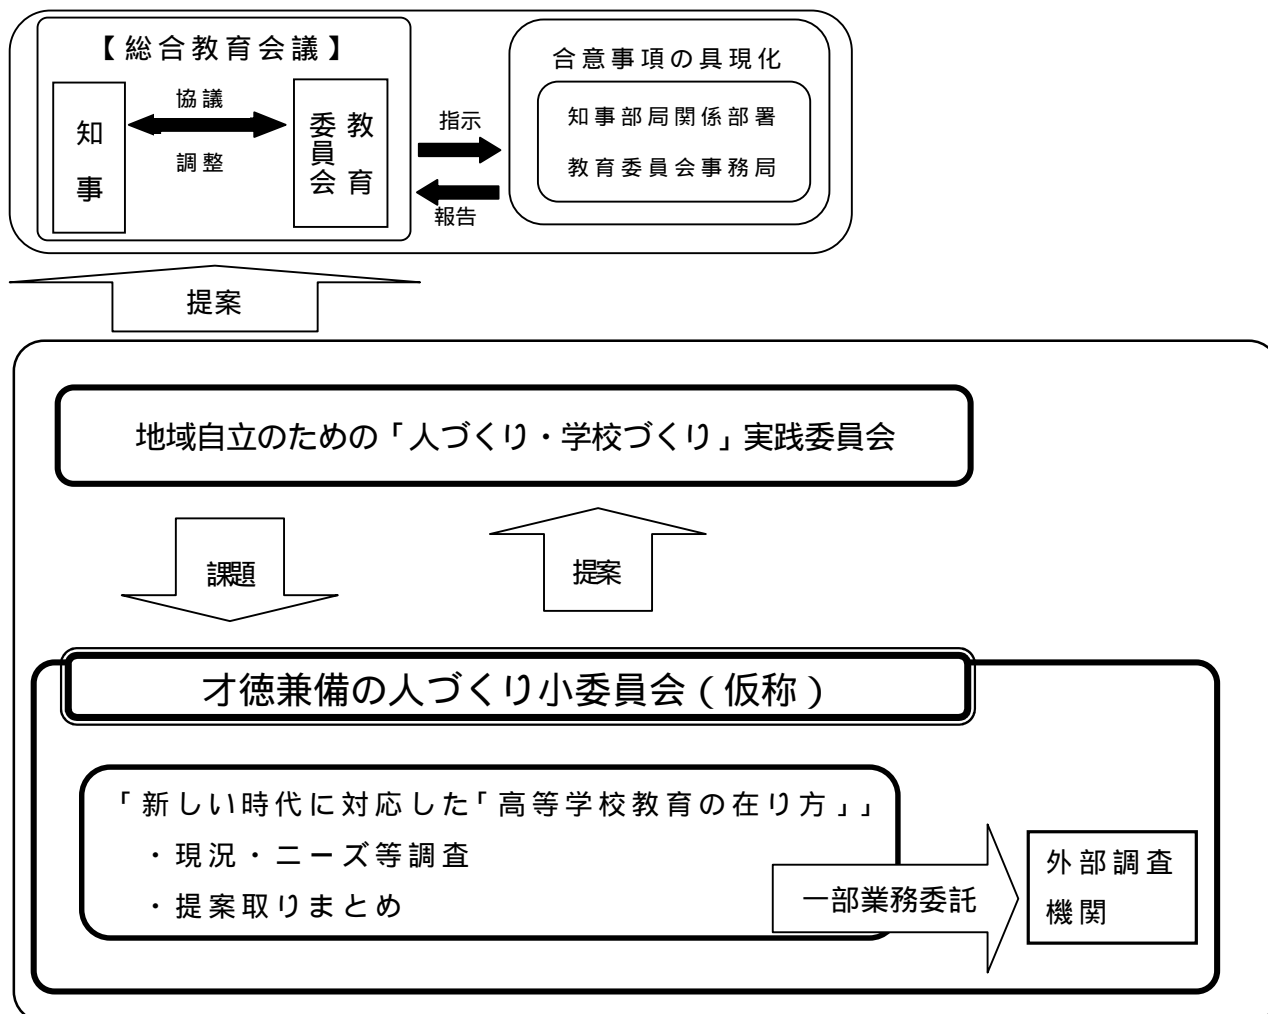 【総合教育会議】
知事
協議
調整
教育委員会
指示
報告
合意事項の具現化
知事部局関係部署
教育委員会事務局
提案
地域自立のための「人づくり・学校づくり」実践委員会
課題
提案
才徳兼備の人づくり小委員会(仮称)
「新しい時代に対応した「高等学校教育の在り方」」
・現況・ニーズ等調査
・提案取りまとめ
一部業務委託
外部調査
機関